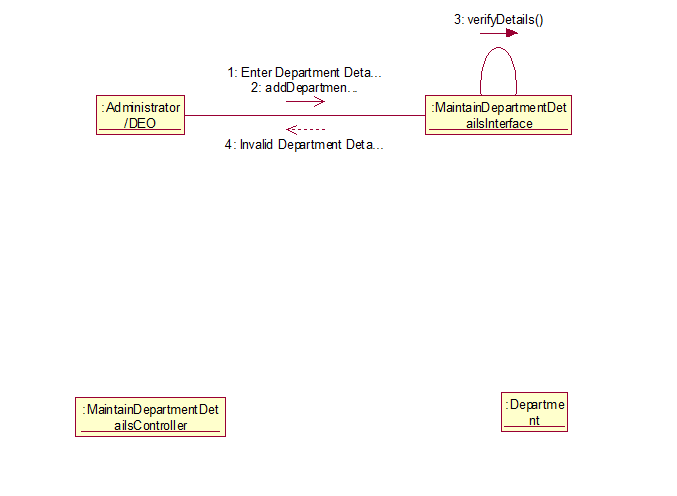 3: verifyDetails()
1: Enter Department Deta...
2: addDepartmen...
:Administrator
/DEO
:MaintainDepartmentDet
ailsInterface
4: Invalid Department Deta...
:MaintainDepartmentDet
ailsController
:Departme
nt